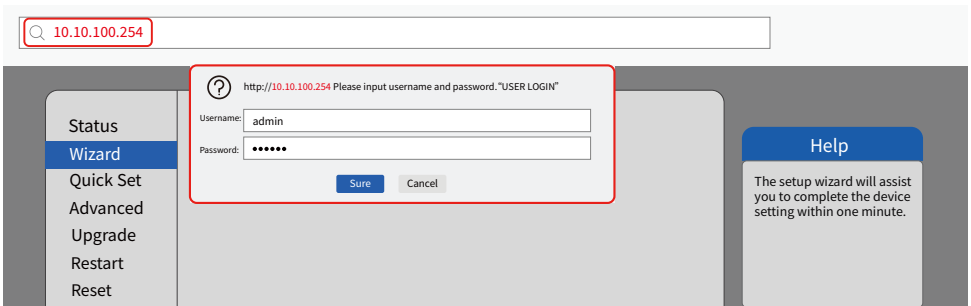 10.10.100.254
http://10.10.100.254 Please input username and password.“USER LOGIN”
Username: admin
Password: ••••••
Sure Cancel
Status
Wizard
Quick Set
Advanced
Upgrade
Restart
Reset
Help
The setup wizard will assist
you to complete the device
setting within one minute.